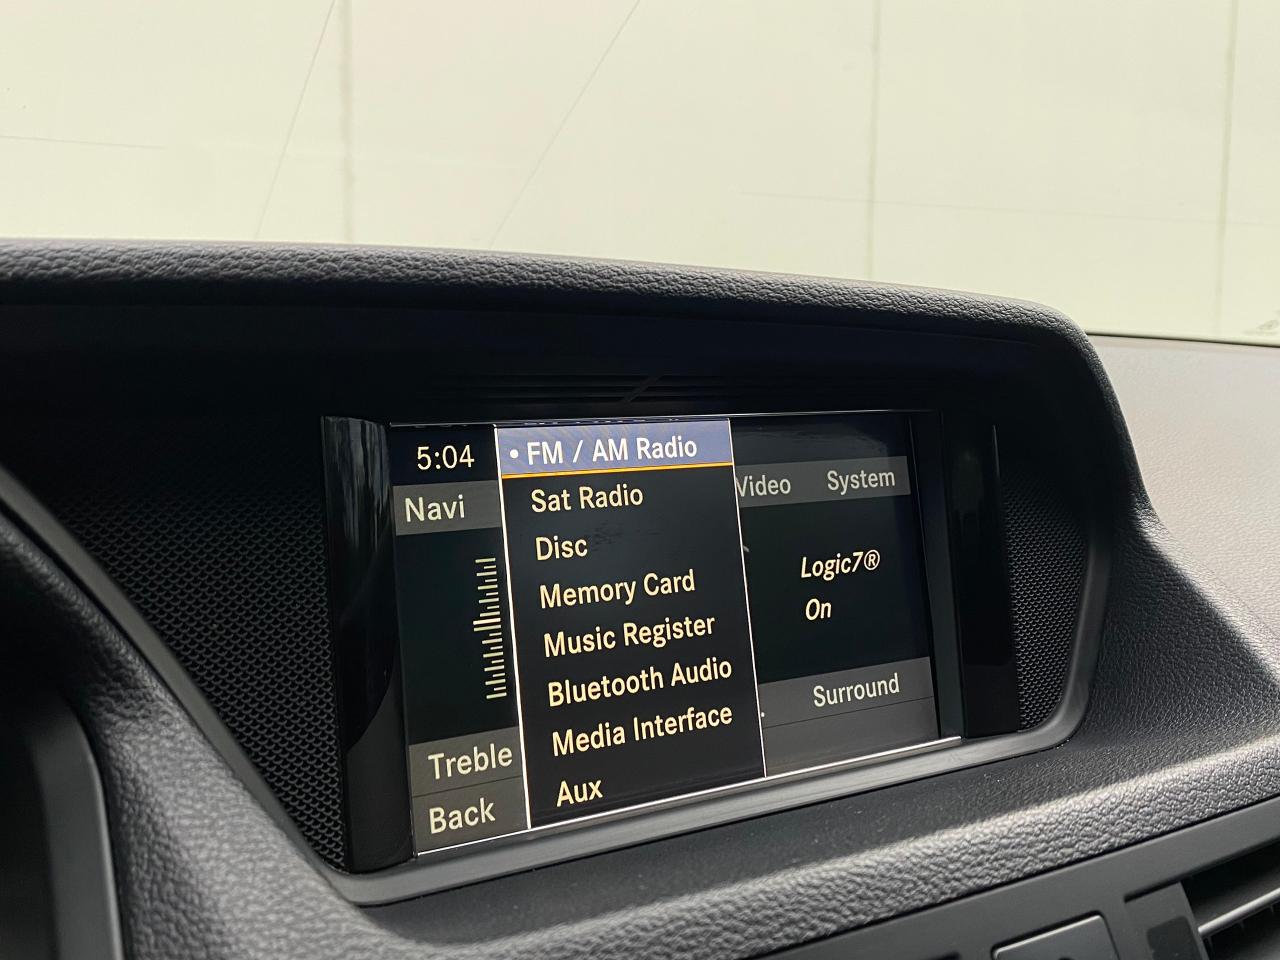 5:04
Navi
Treble
Back
• FM / AM Radio
Sat Radio
Disc
Memory Card
Music Register
Bluetooth Audio
Media Interface
Aux
Video System
Logic7®
On
Surround